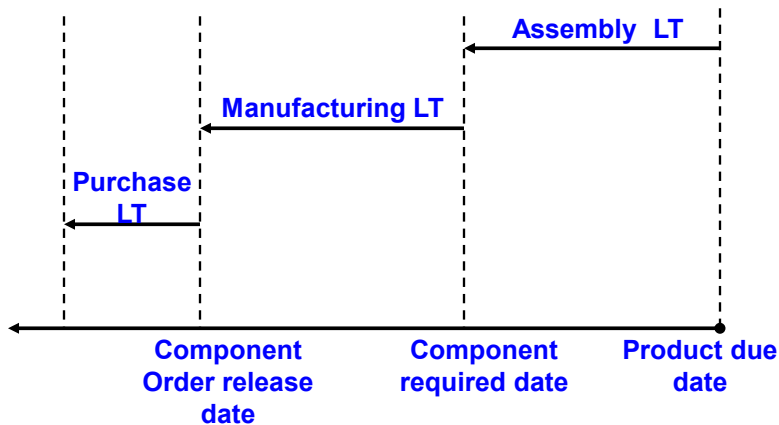 Assembly LT
Manufacturing LT
Purchase
LT
Component
Order release
date
Component
required date
Product due
date